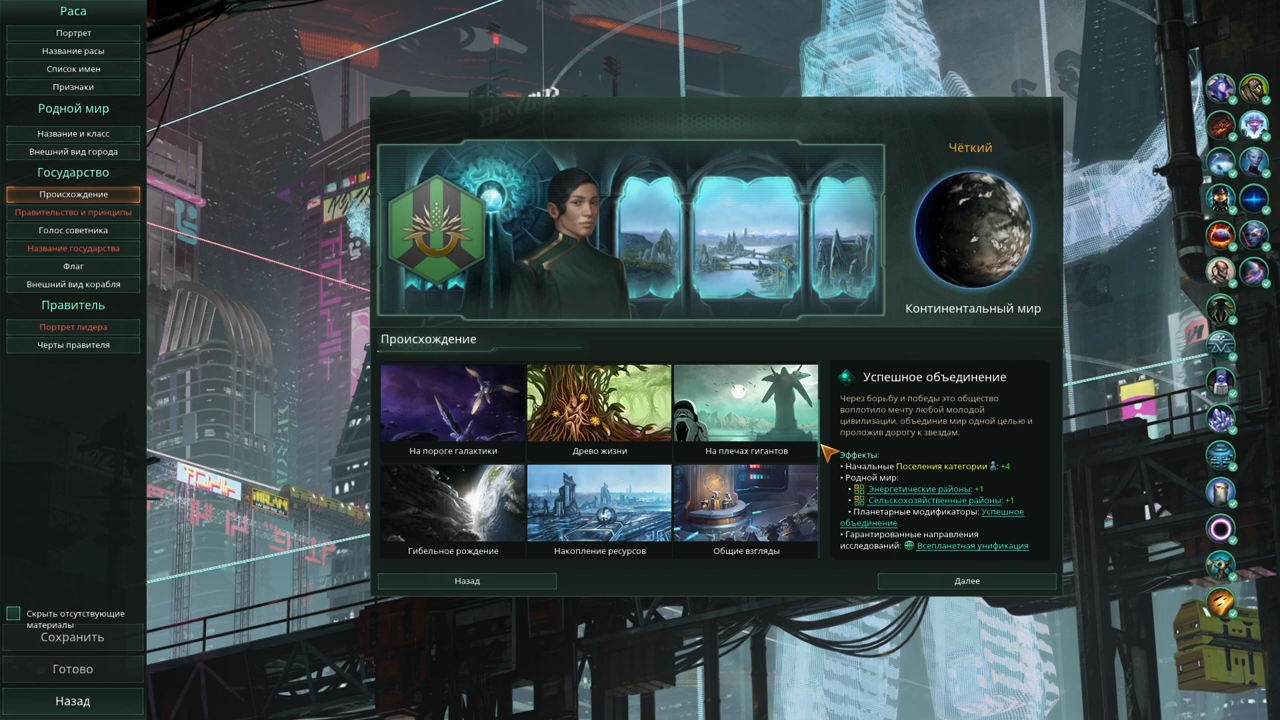 Раса
Портрет
Название расы
Список имен
Признаки
Родной мир
Название и класс
Внешний вид города
Государство
Происхождение
Правительство и принципы
Голос советника
Название государства
Флаг
Внешний вид корабля
Правитель
Портрет лидера
Черты правителя
Скрыть отсутствующие
материалы
Сохранить
Готово
Назад
Чёткий
Континентальный мир
Происхождение
На пороге галактики
Древо жизни
На плечах гигантов
Гибельное рождение
Накопление ресурсов
Общие взгляды
Успешное объединение
Через борьбу и победы это общество
воплотило мечту любой молодой
цивилизации, объединив мир одной целью и
проложив дорогу к звездам.
Эффекты:
• Начальные Поселения категории : +4
• Родной мир:
• Энергетические районы: +1
• Сельскохозяйственные районы: +1
• Планетарные модификаторы: Успешное
объединение
• Гарантированные направления
исследований: Всепланетная унификация
Назад
Далее